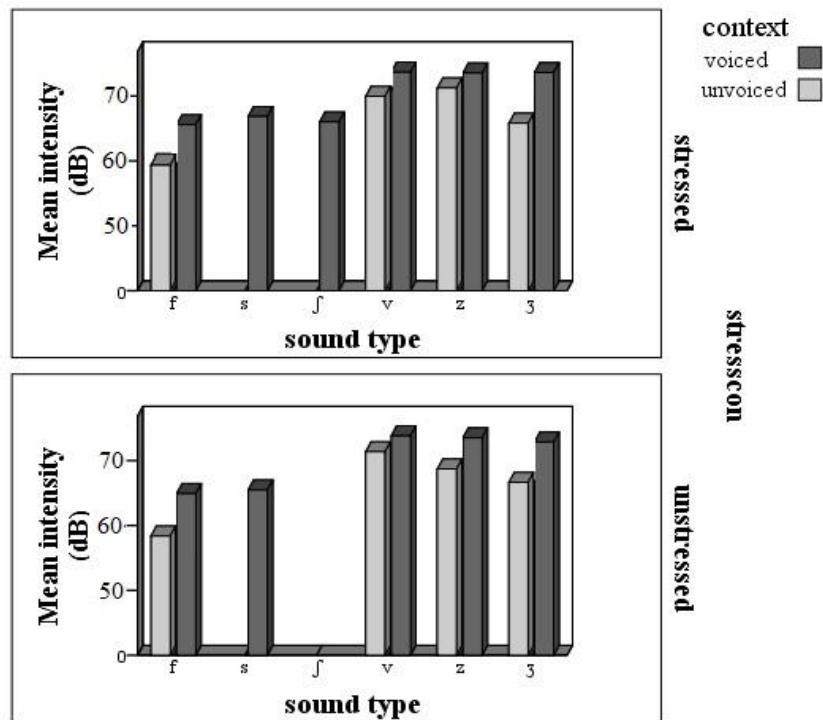 context
voiced
unvoiced
Mean intensity
(dB)
70
60
50
0
f s ʃ v z ʒ
sound type
stressed
stresscon
Mean intensity
(dB)
70
60
50
0
f s ʃ v z ʒ
sound type
unstressed